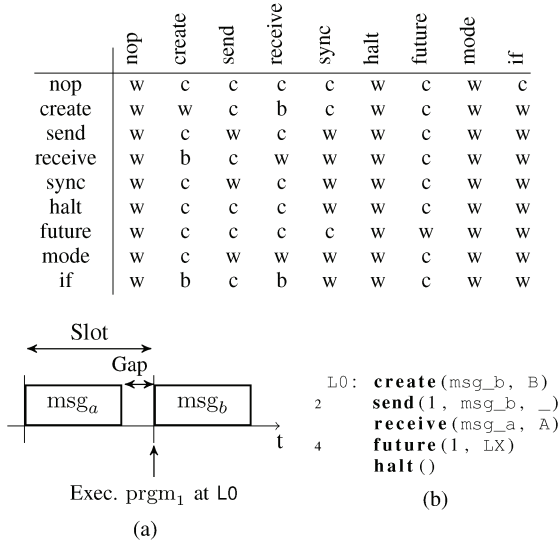 nop create send receive sync halt future mode if
nop w c c c c w c w c
create w w c b c w c w w
send w c w c w w c w w
receive w b c w w w c w w
sync w c w c w w c w w
halt w c c c w w c w w
future w c c c c w w w w
mode w c w w w w c w w
if w b c b w w c w w
Slot
Gap
msg_a msg_b
t
Exec. prgm_1 at L0
(a)
L0: create(msg_b, B)
2 send(1, msg_b, _)
receive(msg_a, A)
4 future(1, LX)
halt()
(b)